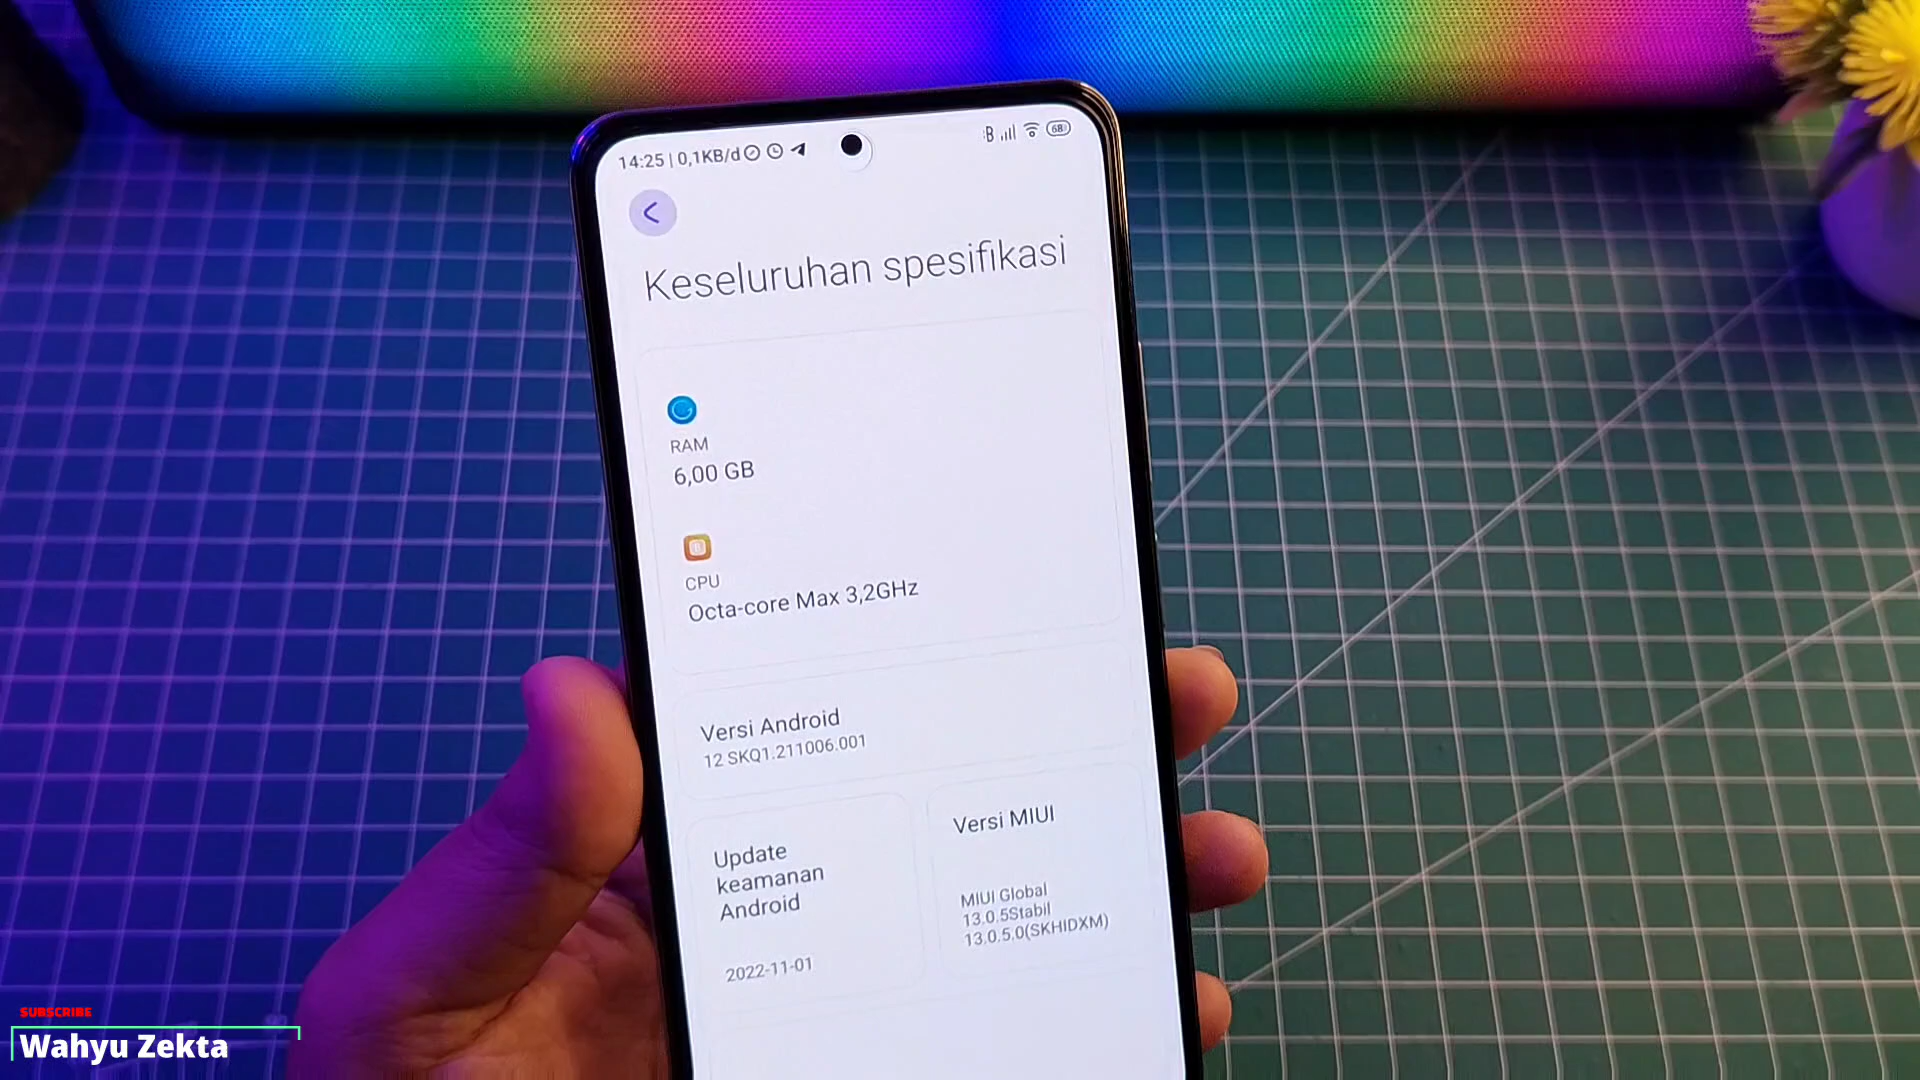 14:25 | 0,1KB/d
68
Keseluruhan spesifikasi
RAM
6,00 GB
CPU
Octa-core Max 3,2GHz
Versi Android
12 SKQ1.211006.001
Update
keamanan
Android
2022-11-01
Versi MIUI
MIUI Global
13.0.5Stabil
13.0.5.0(SKHIDXM)
SUBSCRIBE
Wahyu Zekta